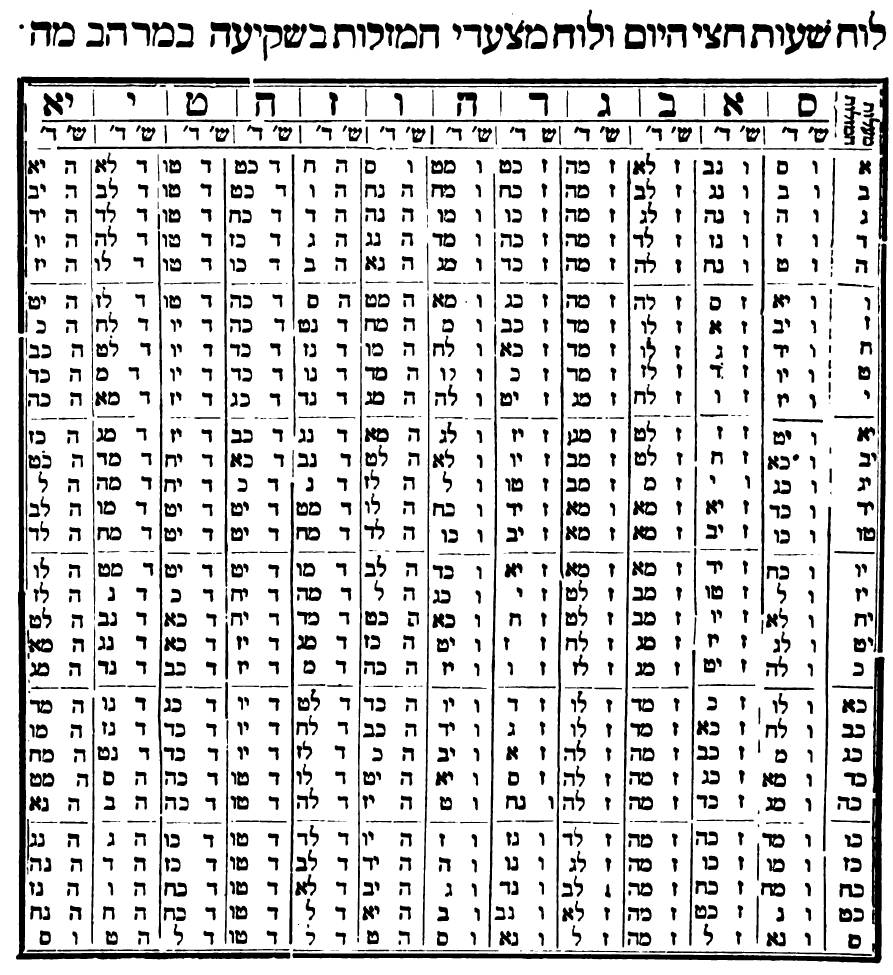 לוח שעות חצי היום ולוח מצעדי המזלות בשקיעה במרהב מה׳
מעלות המזלות ס א ב ג ד ה ו ז ח ט י יא
ש׳ ד׳ ש׳ ד׳ ש׳ ד׳ ש׳ ד׳ ש׳ ד׳ ש׳ ד׳ ש׳ ד׳ ש׳ ד׳ ש׳ ד׳ ש׳ ד׳ ש׳ ד׳ ש׳ ד׳
א ו ס ו נב ז לא ז מה ז כט ו מט ו ס ה ח ד כט ד טו ד לא ה יא
ב ו ב ו נג ז לב ז מה ז כח ו מח ה נח ה ו ד כט ד טו ד לב ה יב
ג ו ה ו נה ז לג ז מה ז כו ו מו ה נה ה ד ד כח ד טו ד לד ה יד
ד ו ז ו נז ז לד ז מה ז כה ו מד ה נג ה ג ד כז ד טו ד לה ה יו
ה ו ט ו נח ז לה ז מה ז כד ו מג ה נא ה ב ד כו ד טו ד לו ה יז
ו ו יא ז ס ז לה ז מה ז כג ו מא ה מט ה ס ד כה ד טו ד לז ה יט
ז ו יב ז א ז לו ז מד ז כב ו מ ה מח ד נט ד כה ד יו ד לח ה כ
ח ו יד ז ג ז לו ז מד ז כא ו לח ה מו ד נז ד כד ד יו ד לט ה כב
ט ו יו ז ד ז לז ז מד ז כ ו לו ה מד ד נו ד כד ד יו ד מ ה כד
י ו יז ז ו ז לח ז מג ז יט ו לה ה מג ד נד ד כג ד יז ד מא ה כה
יא ו יט ז ז ז לט ז מג ז יז ו לג ה מא ד נג ד כב ד יז ד מג ה כז
יב ו כא ז ח ז לט ז מב ז יו ו לא ה לט ד נב ד כא ד יח ד מד ה כט
יג ו כג ו י ז מ ז מב ז טו ו ל ה לז ד נ ד כ ד יח ד מה ה ל
יד ו כד ז יא ז מא ו מא ז יד ו כח ה לו ד מט ד יט ד יט ד מו ה לב
טו ו כו ז יב ז מא ז מא ז יב ו כו ה לד ד מח ד יט ד יט ד מח ה לד
יו ו כח ז יד ז מא ז מא ז יא ו כד ה לב ד מו ד יט ד יט ד מט ה לו
יז ו ל ז טו ז מב ז לט ז י ו כג ה ל ד מה ד יח ד כ ד נ ה לז
יח ו לא ז יו ז מב ז לט ז ח ו כא ה כט ד מד ד יח ד כא ד נב ה לט
יט ו לג ז יז ז מג ז לח ז ז ו יט ה כז ד מג ד יז ד כא ד נג ה מא
כ ו לה ז יט ז מג ז לז ז ו ו יז ה כה ד מ ד יז ד כב ד נד ה מג
כא ו לו ז כ ז מד ז לו ז ד ו יו ה כד ד לט ד יו ד כג ד נו ה מד
כב ו לח ז כא ז מד ז לו ז ג ו יד ה כב ד לח ד יו ד כד ד נז ה מו
כג ו מ ז כב ז מה ז לה ז א ו יב ה כ ד לז ד יו ד כד ד נט ה מח
כד ו מא ז כג ז מה ז לה ז ס ו יא ה יט ד לו ד טו ד כה ה ס ה מט
כה ו מג ז כד ז מה ז לה ו נח ו ט ה יז ד לה ד טו ד כה ה ב ה נא
כו ו מד ז כה ז מה ז לד ו נז ו ז ה יו ד לד ד טו ד כו ה ג ה נג
כז ו מו ז כו ז מה ז לג ו נו ו ה ה יד ד לב ד טו ד כז ה ד ה נה
כח ו מח ז כח ז מה ז לב ו נד ו ג ה יב ד לא ד טו ד כח ה ו ה נז
כט ו נ ז כט ז מה ז לא ו נב ו ב ה יא ד ל ד טו ד כח ה ח ה נח
ס ו נא ז ל ז מה ז ל ו נא ו ס ה ט ד ל ד טו ד ל ה ט ו ס